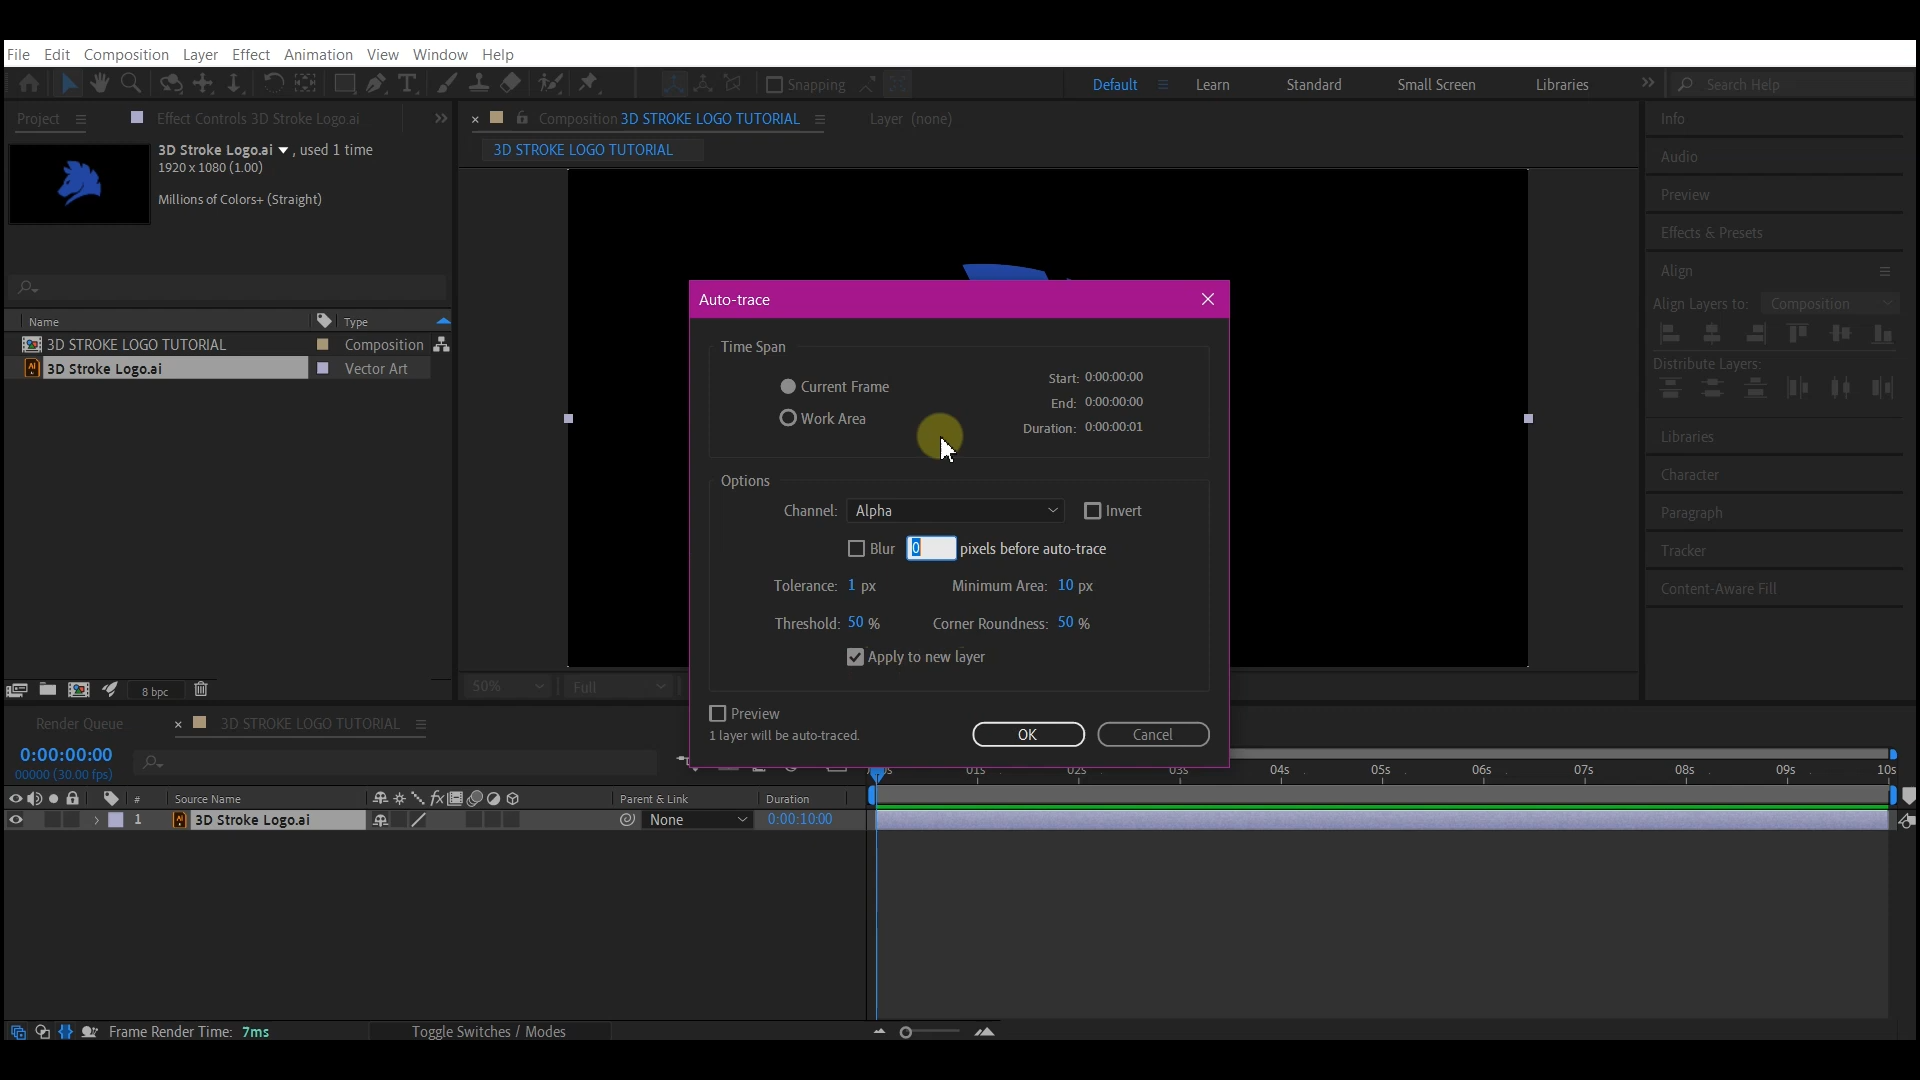 File Edit Composition Layer Effect Animation View Window Help
Snapping Default Learn Standard Small Screen Libraries Search Help
Project Effect Controls 3D Stroke Logo.ai
Composition 3D STROKE LOGO TUTORIAL Layer (none)
3D STROKE LOGO TUTORIAL
3D Stroke Logo.ai , used 1 time
1920 x 1080 (1.00)
Millions of Colors+ (Straight)
Name Type
3D STROKE LOGO TUTORIAL Composition
Ai 3D Stroke Logo.ai Vector Art
8 bpc
Auto-trace
Time Span
Current Frame
Work Area
Start: 0:00:00:00
End: 0:00:00:00
Duration: 0:00:00:01
Options
Channel: Alpha Invert
Blur 0 pixels before auto-trace
Tolerance: 1 px Minimum Area: 10 px
Threshold: 50 % Corner Roundness: 50 %
Apply to new layer
Preview
1 layer will be auto-traced.
OK Cancel
50% Full
Info
Audio
Preview
Effects & Presets
Align
Align Layers to: Composition
Distribute Layers:
Libraries
Character
Paragraph
Tracker
Content-Aware Fill
Render Queue 3D STROKE LOGO TUTORIAL
0:00:00:00
00000 (30.00 fps)
01s 02s 03s 04s 05s 06s 07s 08s 09s 10s
# Source Name fx Parent & Link Duration
1 Ai 3D Stroke Logo.ai None 0:00:10:00
Frame Render Time: 7ms Toggle Switches / Modes